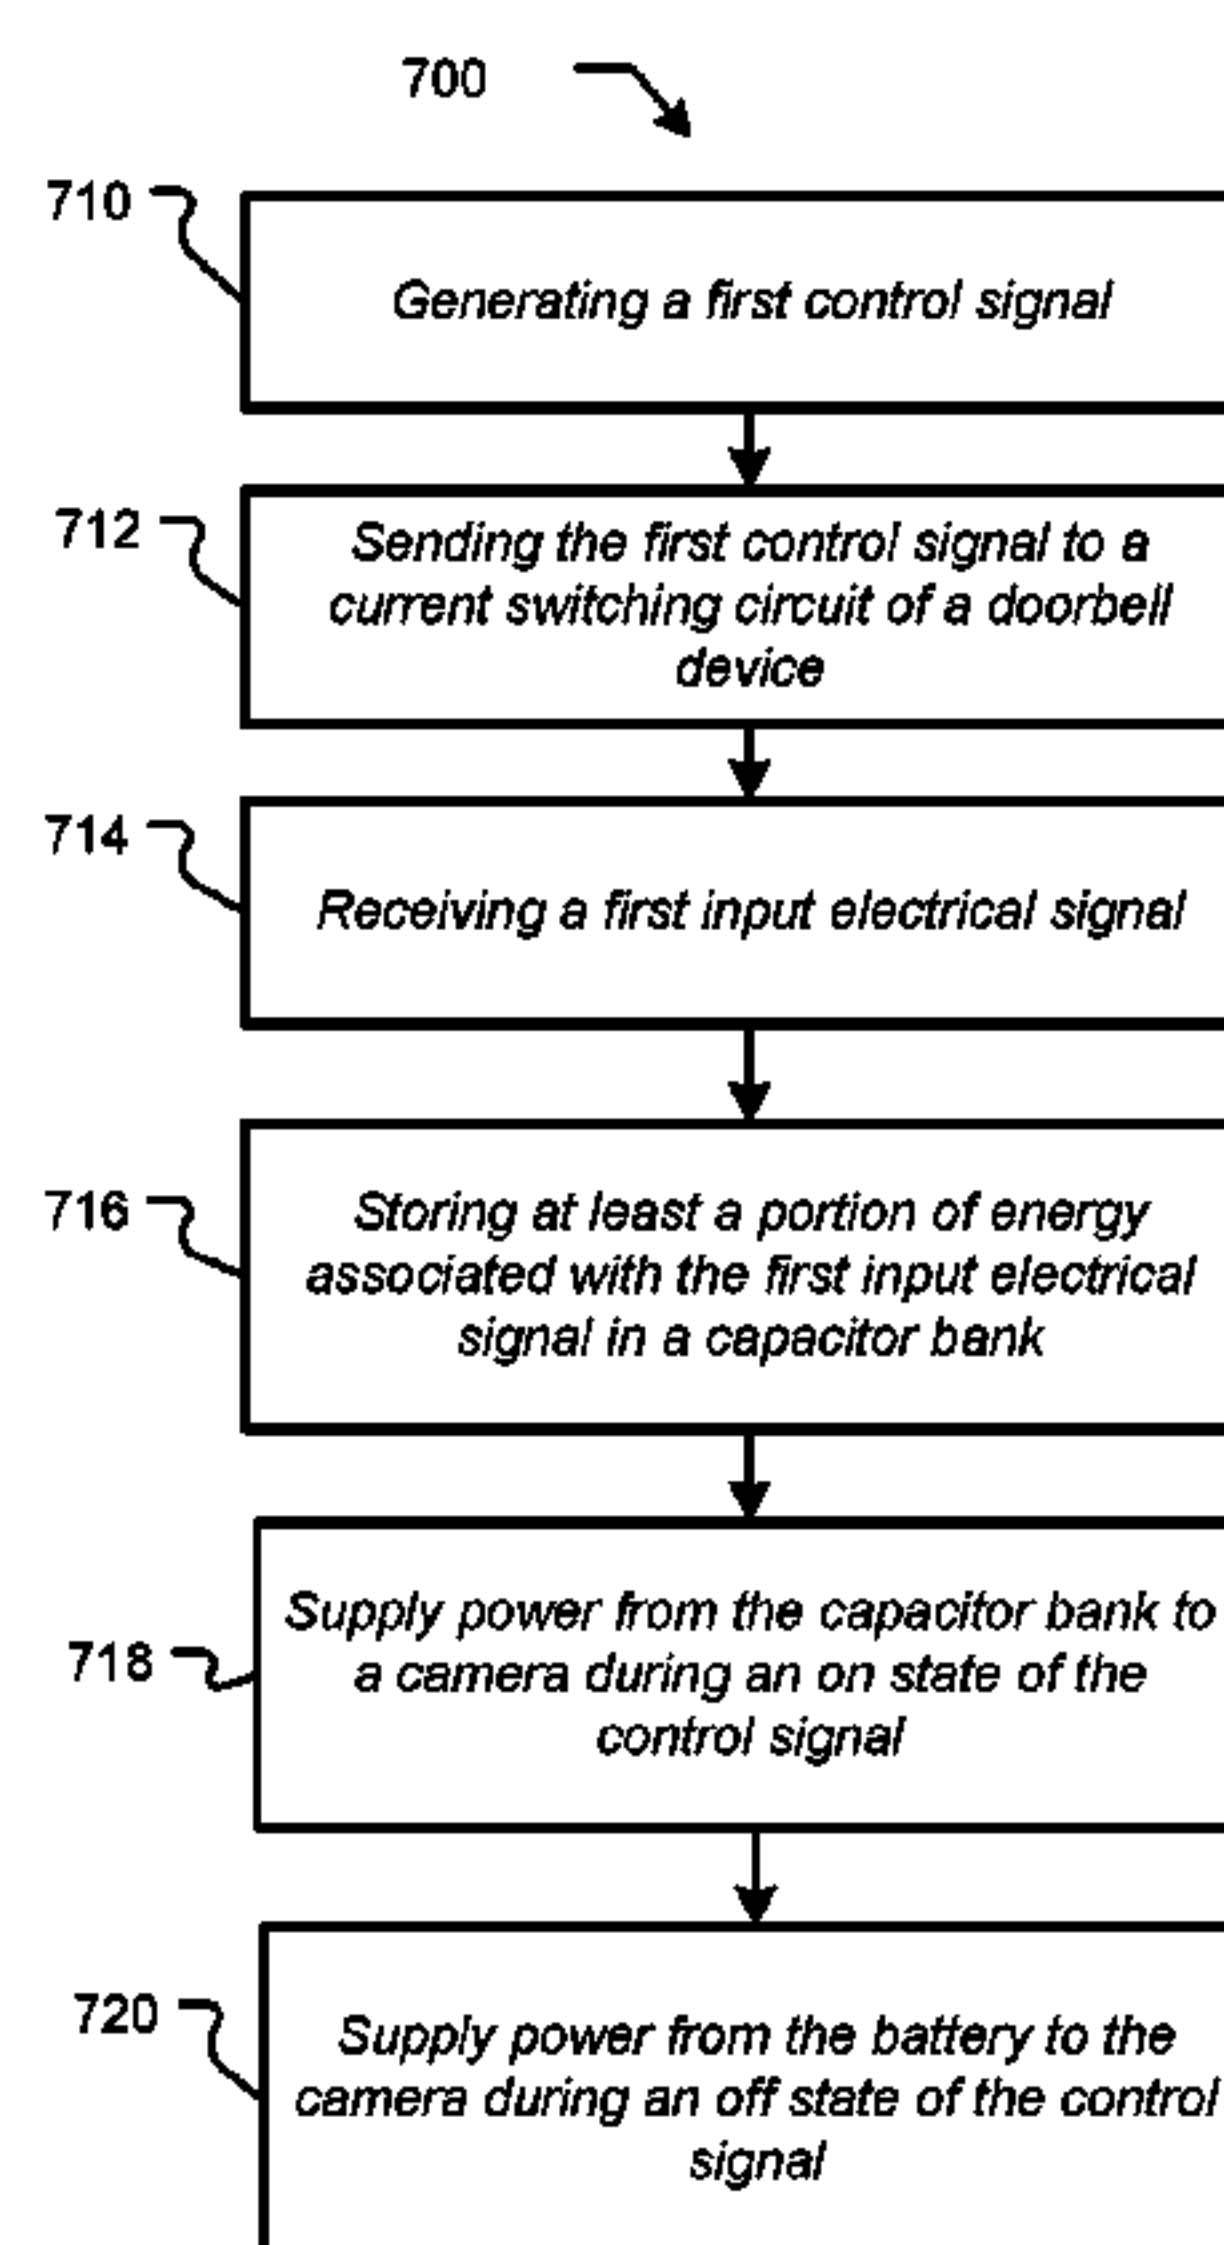 700
710
Generating a first control signal
712
Sending the first control signal to a
current switching circuit of a doorbell
device
714
Receiving a first input electrical signal
716
Storing at least a portion of energy
associated with the first input electrical
signal in a capacitor bank
718
Supply power from the capacitor bank to
a camera during an on state of the
control signal
720
Supply power from the battery to the
camera during an off state of the control
signal